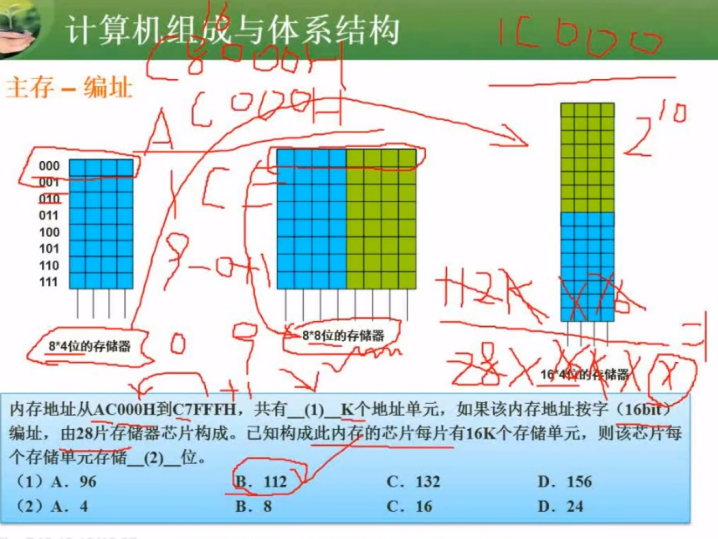 计算机组成与体系结构
主存 – 编址
C8000H
1C000
C000H
2^10
000
001
010
011
100
101
110
111
8*4位的存储器
8*8位的存储器
16*4位的存储器
112K X 16
28 X 16K X x
= 1
内存地址从AC000H到C7FFFH，共有__(1)__K个地址单元，如果该内存地址按字（16bit）
编址，由28片存储器芯片构成。已知构成此内存的芯片每片有16K个存储单元，则该芯片每
个存储单元存储__(2)__位。
（1）A．96 B．112 C．132 D．156
（2）A．4 B．8 C．16 D．24